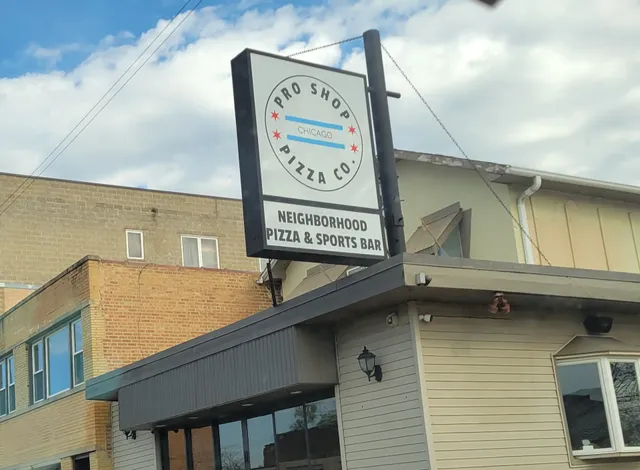 PRO SHOP
CHICAGO
PIZZA CO.
NEIGHBORHOOD
PIZZA & SPORTS BAR